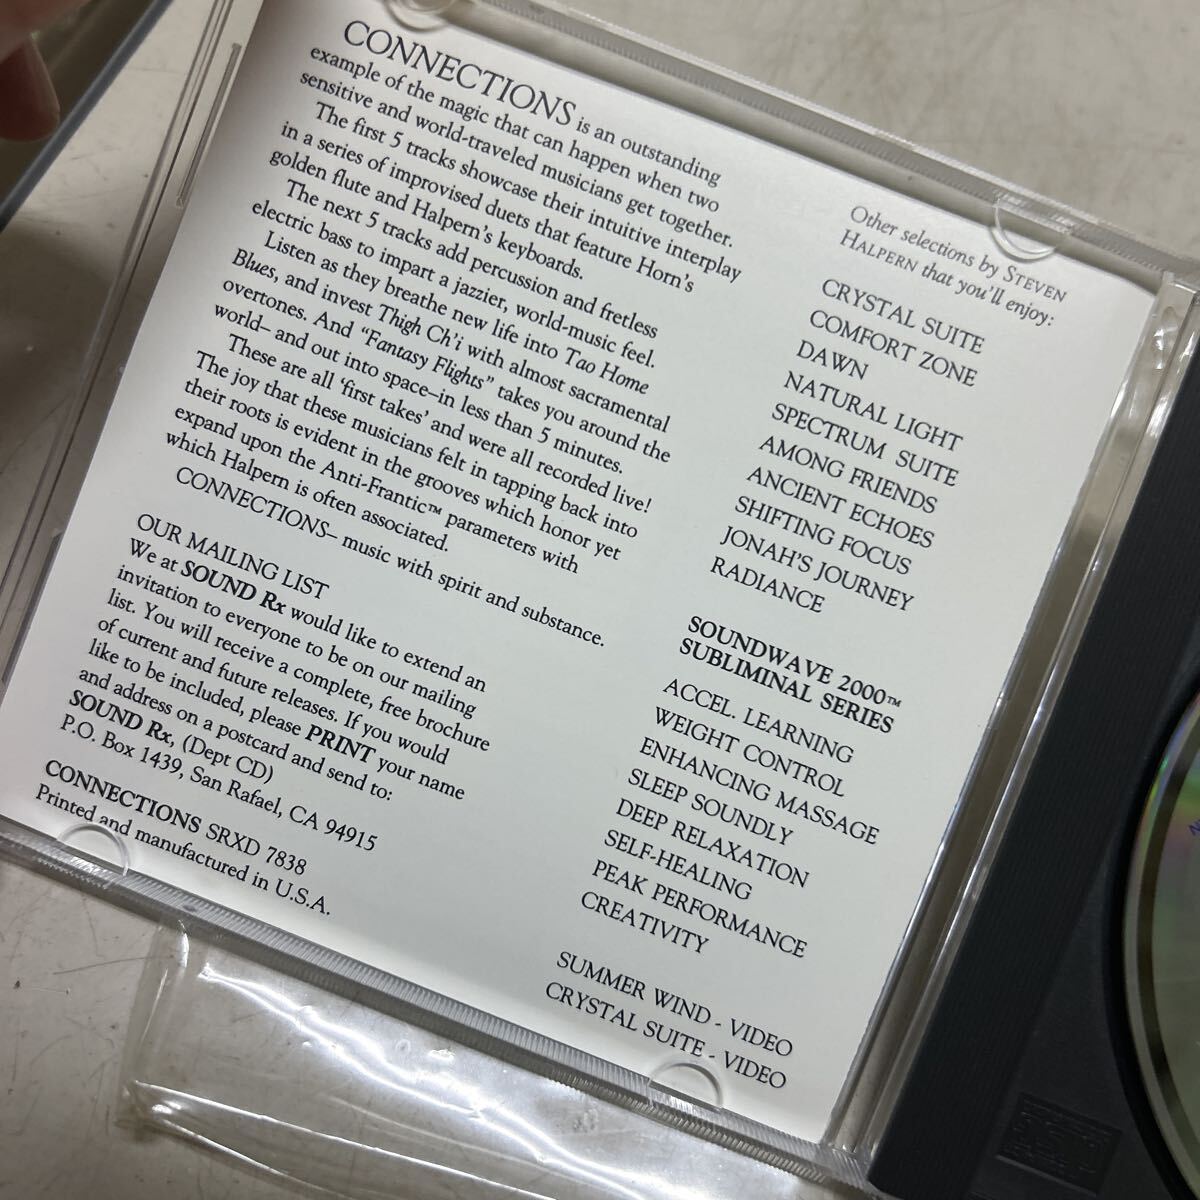 CONNECTIONS is an outstanding
example of the magic that can happen when two
sensitive and world-traveled musicians get together.
The first 5 tracks showcase their intuitive interplay
in a series of improvised duets that feature Horn's
golden flute and Halpern's keyboards.
The next 5 tracks add percussion and fretless
electric bass to impart a jazzier, world-music feel.
Listen as they breathe new life into Tao Home
Blues, and invest Thigh Ch'i with almost sacramental
overtones. And "Fantasy Flights" takes you around the
world– and out into space–in less than 5 minutes.
These are all 'first takes' and were all recorded live!
The joy that these musicians felt in tapping back into
their roots is evident in the grooves which honor yet
expand upon the Anti-Frantic™ parameters with
which Halpern is often associated.
CONNECTIONS– music with spirit and substance.
OUR MAILING LIST
We at SOUND Rx would like to extend an
invitation to everyone to be on our mailing
list. You will receive a complete, free brochure
of current and future releases. If you would
like to be included, please PRINT your name
and address on a postcard and send to:
SOUND Rx, (Dept CD)
P.O. Box 1439, San Rafael, CA 94915
CONNECTIONS SRXD 7838
Printed and manufactured in U.S.A.
Other selections by STEVEN
HALPERN that you'll enjoy:
CRYSTAL SUITE
COMFORT ZONE
DAWN
NATURAL LIGHT
SPECTRUM SUITE
AMONG FRIENDS
ANCIENT ECHOES
SHIFTING FOCUS
JONAH'S JOURNEY
RADIANCE
SOUNDWAVE 2000™
SUBLIMINAL SERIES
ACCEL. LEARNING
WEIGHT CONTROL
ENHANCING MASSAGE
SLEEP SOUNDLY
DEEP RELAXATION
SELF-HEALING
PEAK PERFORMANCE
CREATIVITY
SUMMER WIND - VIDEO
CRYSTAL SUITE - VIDEO